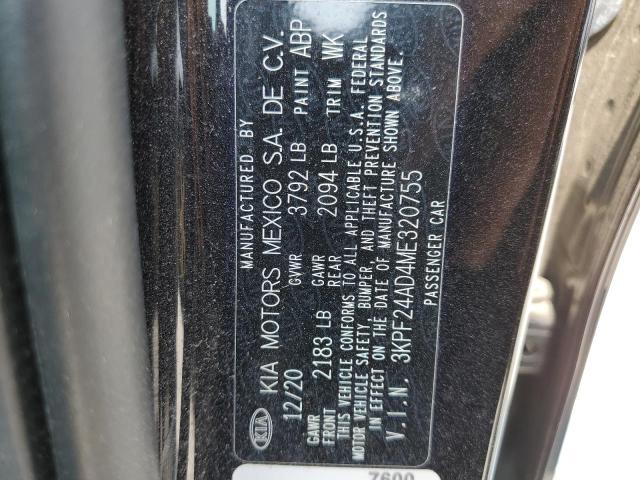 MANUFACTURED BY
KIA KIA MOTORS MEXICO S.A. DE C.V.
12/20 GVWR 3792 LB PAINT ABP
GAWR FRONT 2183 LB GAWR REAR 2094 LB TRIM WK
THIS VEHICLE CONFORMS TO ALL APPLICABLE U.S.A. FEDERAL
MOTOR VEHICLE SAFETY, BUMPER, AND THEFT PREVENTION STANDARDS
IN EFFECT ON THE DATE OF MANUFACTURE SHOWN ABOVE.
V.I.N. 3KPF24AD4ME320755
PASSENGER CAR
7600